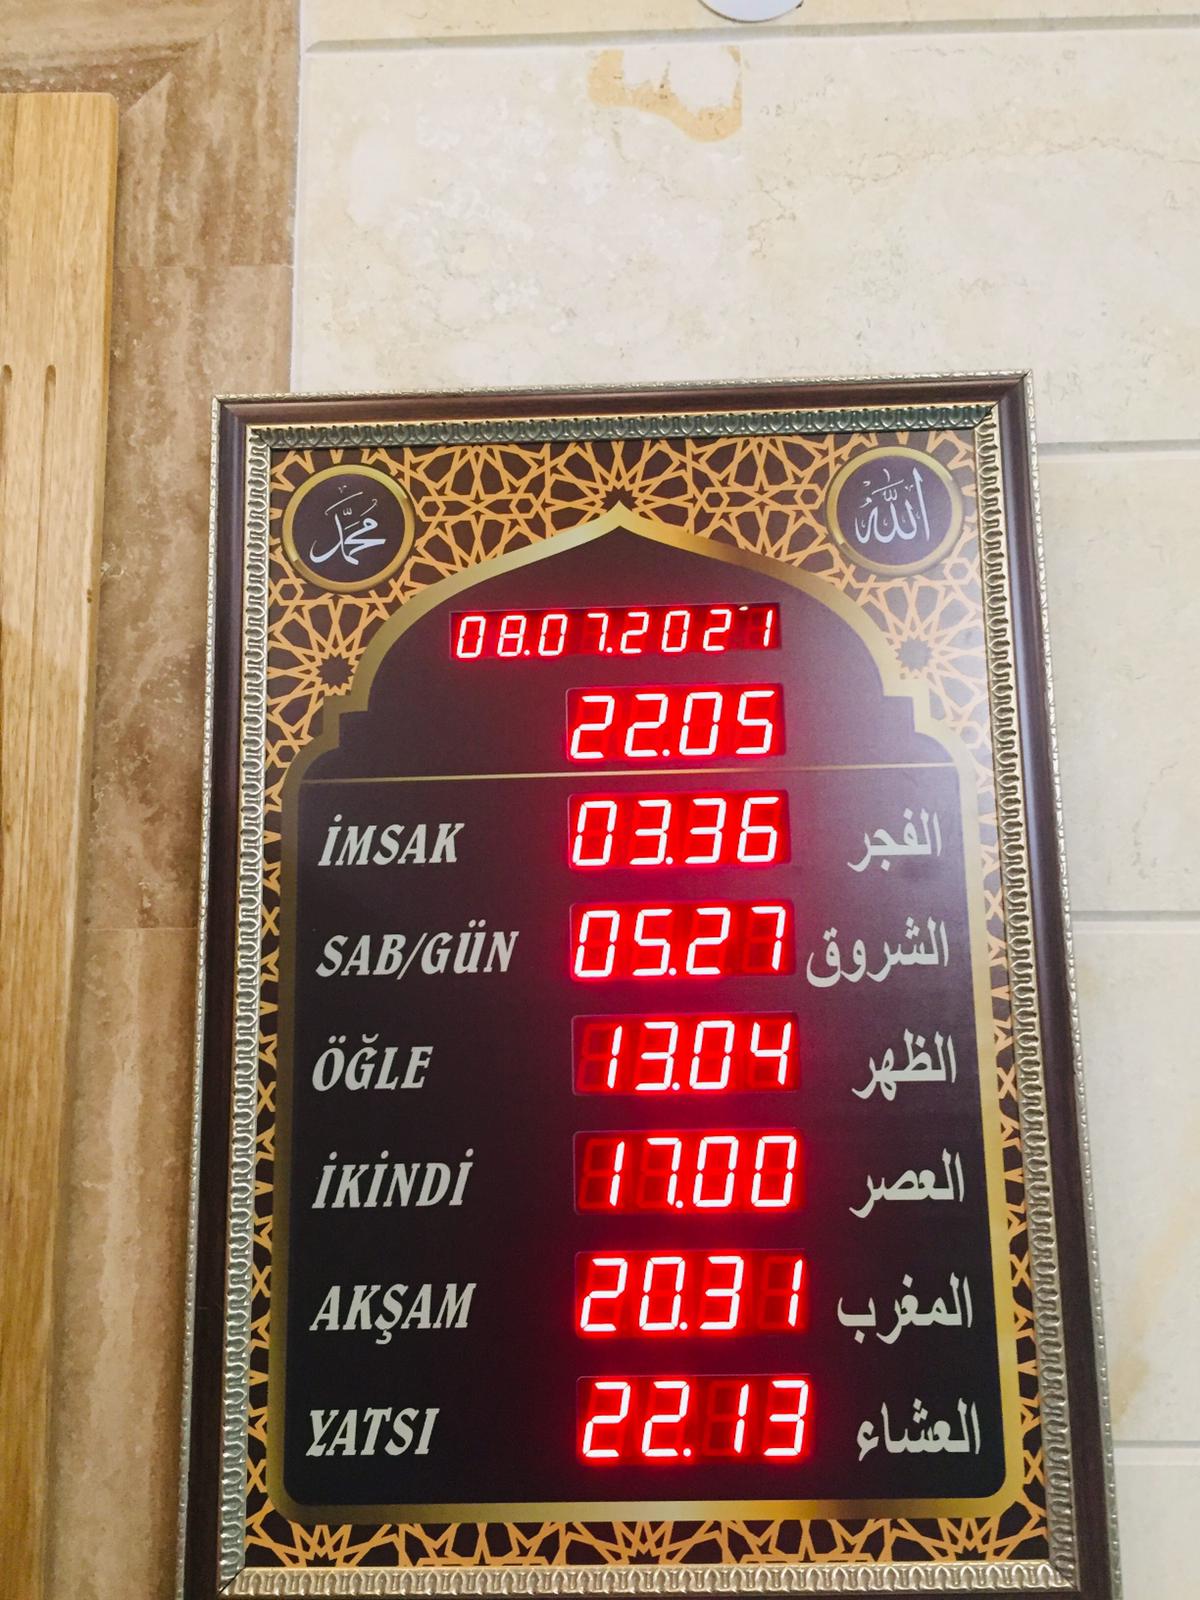 محمد الله
08.07.2021
22.05
İMSAK 03.36 الفجر
SAB/GÜN 05.27 الشروق
ÖĞLE 13.04 الظهر
İKİNDİ 17.00 العصر
AKŞAM 20.31 المغرب
YATSI 22.13 العشاء